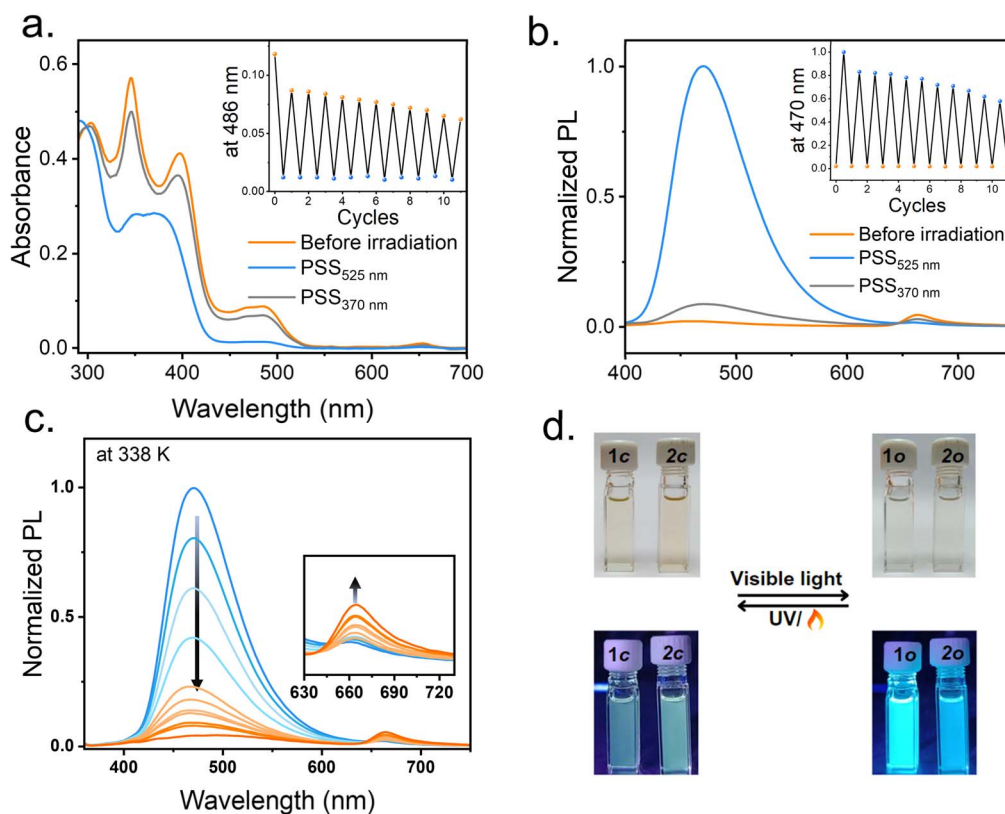 a.
Absorbance
0.6
0.4
0.2
0.0
300
400
500
600
700
Wavelength (nm)
at 486 nm
0.10
0.05
0.00
0
2
4
6
8
10
Cycles
Before irradiation
PSS525 nm
PSS370 nm
b.
Normalized PL
1.0
0.5
0.0
400
500
600
700
at 470 nm
1.0
0.8
0.6
0.4
0.2
0.0
0
2
4
6
8
10
Cycles
Before irradiation
PSS525 nm
PSS370 nm
Wavelength (nm)
c.
at 338 K
Normalized PL
1.0
0.5
0.0
400
500
600
700
Wavelength (nm)
630
660
690
720
d.
1c
2c
1o
2o
Visible light
UV/
1c
2c
1o
2o